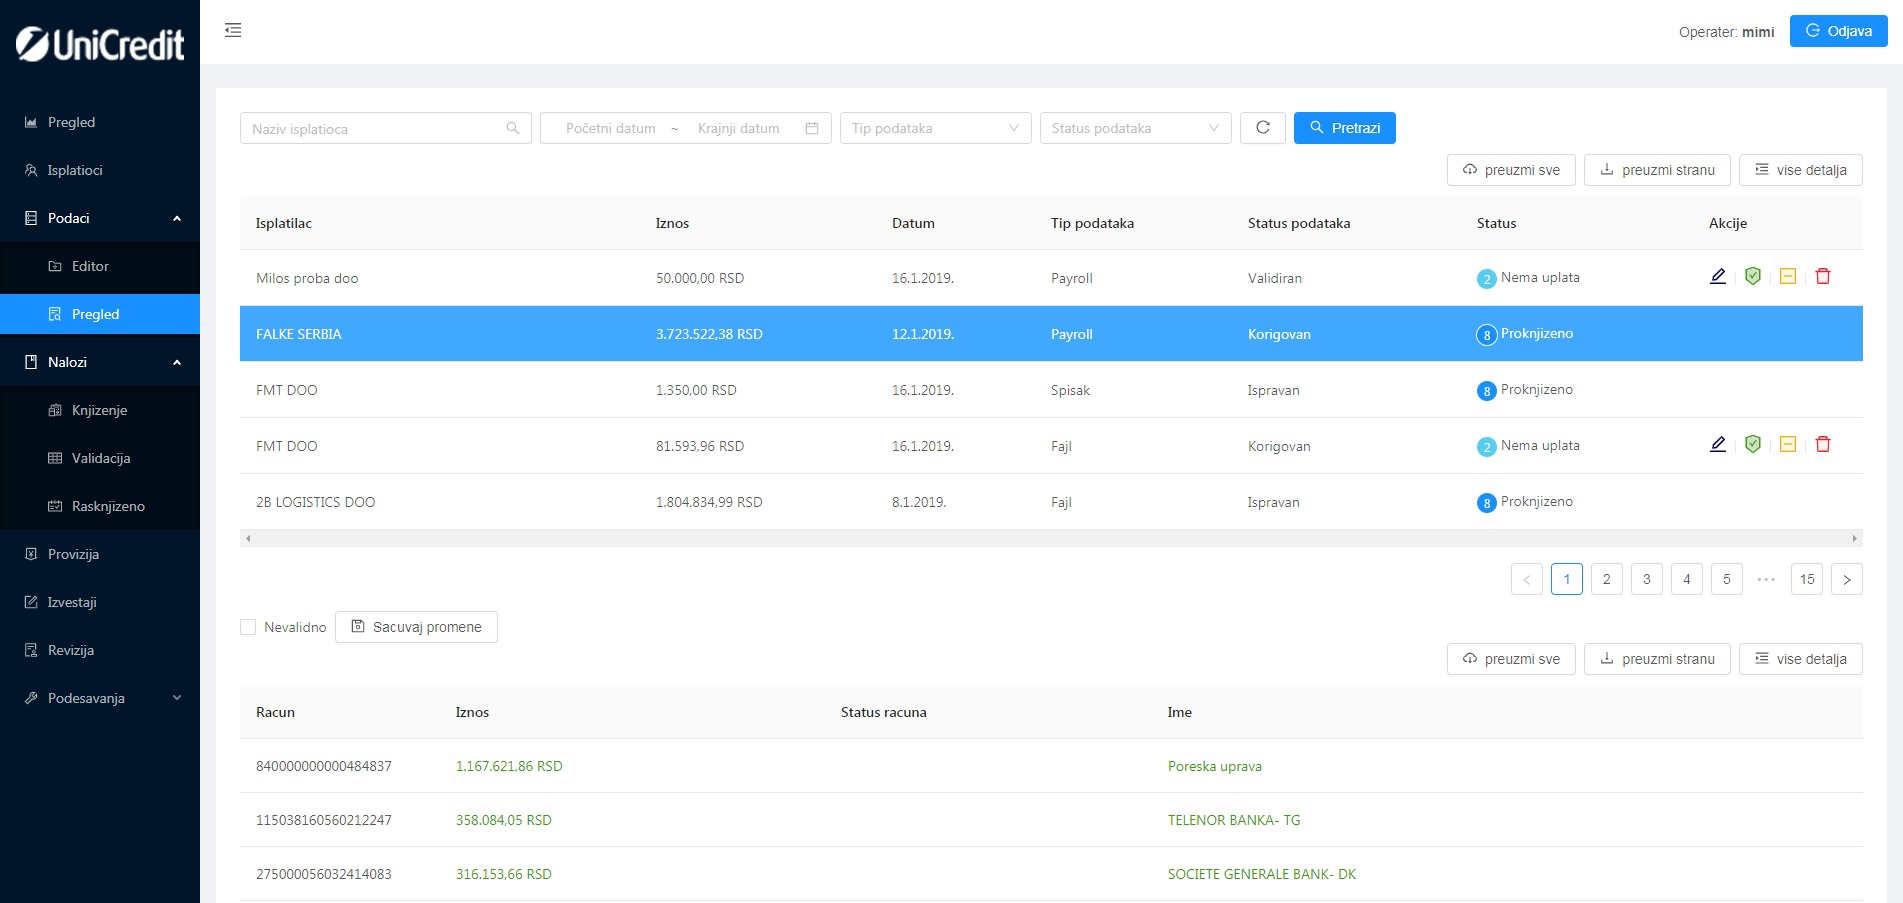 UniCredit
Operater: mimi
Odjava
Pregled
Isplatioci
Podaci
Editor
Pregled
Nalozi
Knjizenje
Validacija
Rasknjizeno
Provizija
Izvestaji
Revizija
Podesavanja
Naziv isplatioca
Početni datum ~ Krajnji datum
Tip podataka
Status podataka
Pretrazi
preuzmi sve
preuzmi stranu
vise detalja
Isplatilac Iznos Datum Tip podataka Status podataka Status Akcije
Milos proba doo 50.000,00 RSD 16.1.2019. Payroll Validiran 2 Nema uplata
FALKE SERBIA 3.723.522,38 RSD 12.1.2019. Payroll Korigovan 8 Proknjizeno
FMT DOO 1.350,00 RSD 16.1.2019. Spisak Ispravan 8 Proknjizeno
FMT DOO 81.593,96 RSD 16.1.2019. Fajl Korigovan 2 Nema uplata
2B LOGISTICS DOO 1.804.834,99 RSD 8.1.2019. Fajl Ispravan 8 Proknjizeno
< 1 2 3 4 5 ••• 15 >
Nevalidno
Sacuvaj promene
preuzmi sve
preuzmi stranu
vise detalja
Racun Iznos Status racuna Ime
840000000000484837 1.167.621,86 RSD Poreska uprava
115038160560212247 358.084,05 RSD TELENOR BANKA- TG
275000056032414083 316.153,66 RSD SOCIETE GENERALE BANK- DK